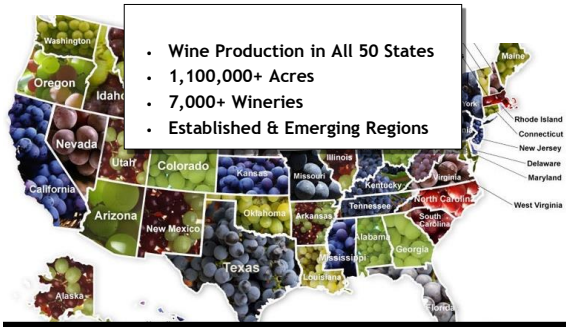 • Wine Production in All 50 States
• 1,100,000+ Acres
• 7,000+ Wineries
• Established & Emerging Regions
Washington
Maine
Oregon
Idaho
York
Rhode Island
Connecticut
New Jersey
Nevada
Utah
Colorado
Kansas
Missouri
Illinois
Kentucky
Virginia
Delaware
Maryland
California
West Virginia
Arizona
New Mexico
Oklahoma
Arkansas
Tennessee
North Carolina
South
Carolina
Texas
Louisiana
Mississippi
Alabama
Georgia
Alaska
Florida